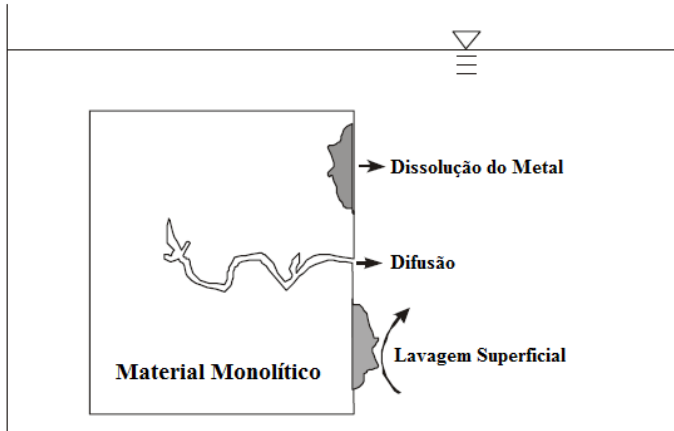 Dissolução do Metal
Difusão
Lavagem Superficial
Material Monolítico